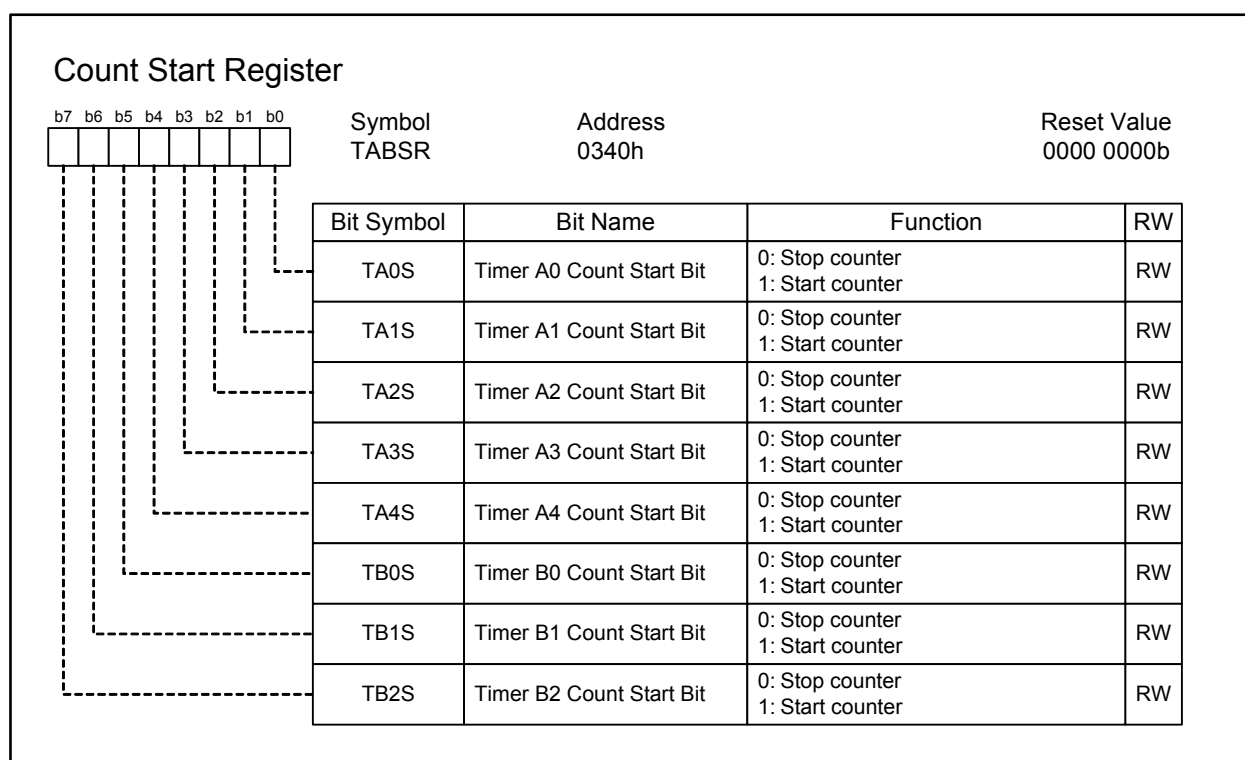 Count Start Register
b7 b6 b5 b4 b3 b2 b1 b0
Symbol Address Reset Value
TABSR 0340h 0000 0000b
Bit Symbol Bit Name Function RW
TA0S Timer A0 Count Start Bit 0: Stop counter
1: Start counter RW
TA1S Timer A1 Count Start Bit 0: Stop counter
1: Start counter RW
TA2S Timer A2 Count Start Bit 0: Stop counter
1: Start counter RW
TA3S Timer A3 Count Start Bit 0: Stop counter
1: Start counter RW
TA4S Timer A4 Count Start Bit 0: Stop counter
1: Start counter RW
TB0S Timer B0 Count Start Bit 0: Stop counter
1: Start counter RW
TB1S Timer B1 Count Start Bit 0: Stop counter
1: Start counter RW
TB2S Timer B2 Count Start Bit 0: Stop counter
1: Start counter RW